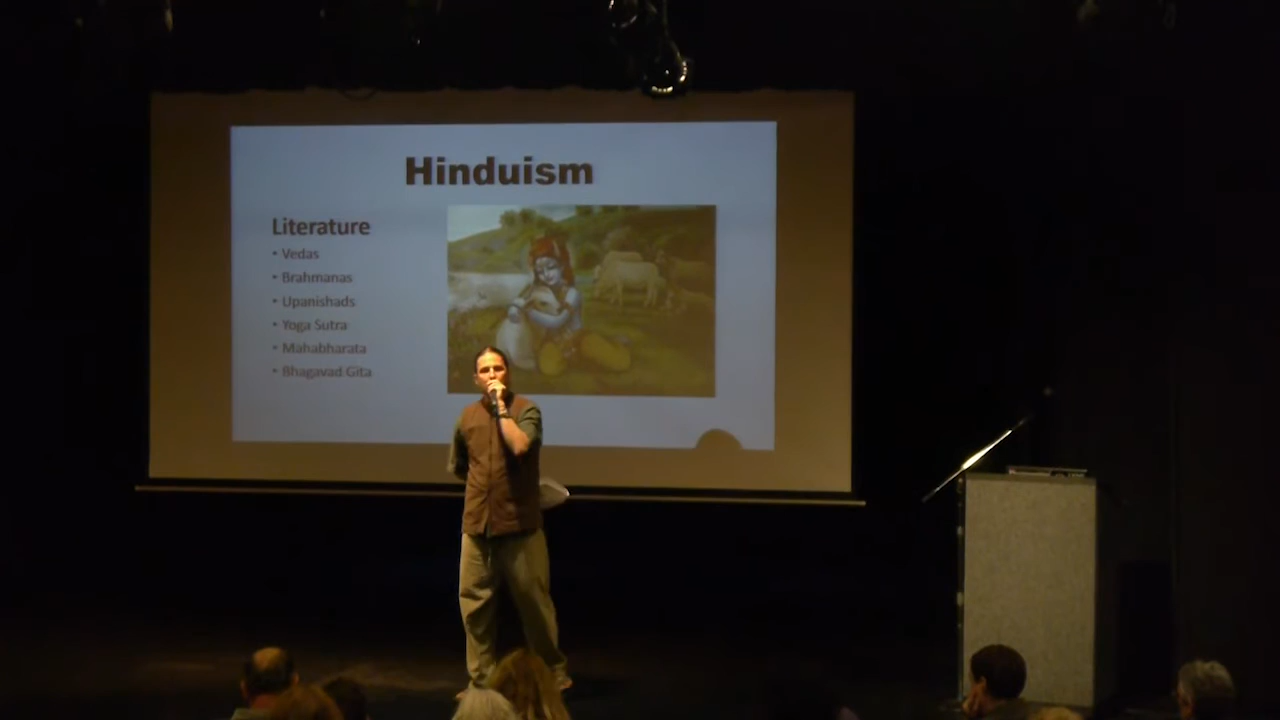 Hinduism
Literature
• Vedas
• Brahmanas
• Upanishads
• Yoga Sutra
• Mahabharata
• Bhagavad Gita